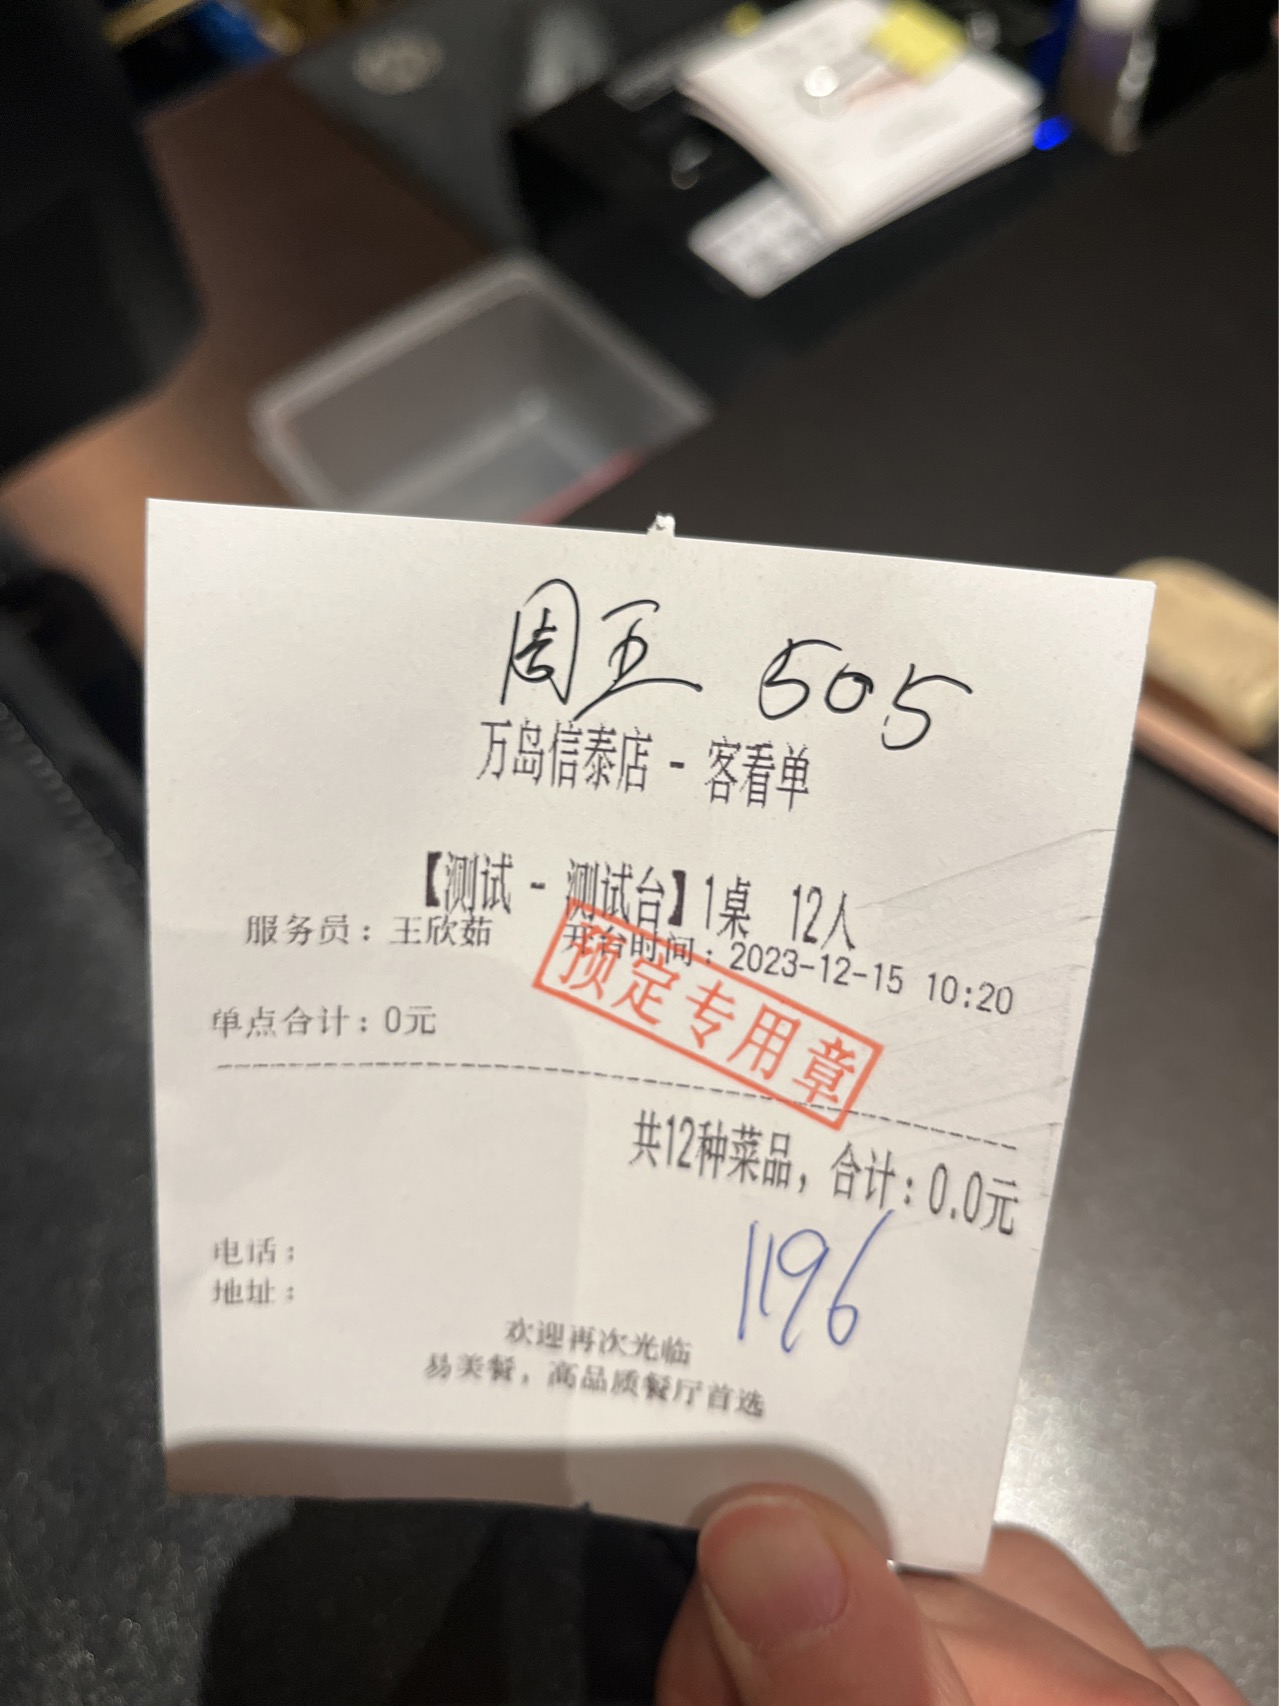 周五 505
万岛信泰店 - 客看单
【测试 - 测试台】1桌 12人
服务员：王欣茹 开台时间：2023-12-15 10:20
预定专用章
单点合计：0元
共12种菜品，合计：0.0元
1196
电话：
地址：
欢迎再次光临
易美餐，高品质餐厅首选